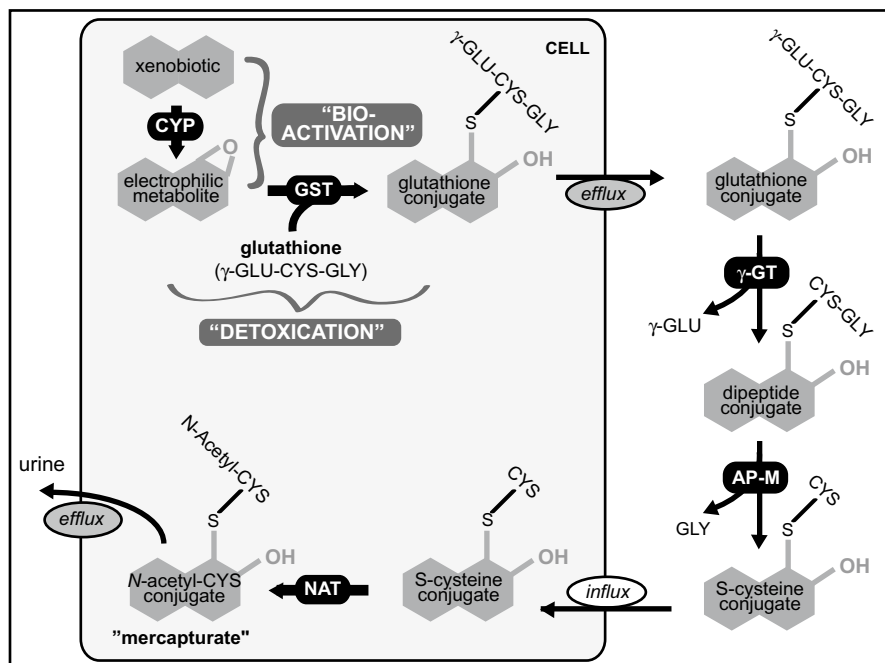 xenobiotic
CYP
O
electrophilic
metabolite
"BIO-
ACTIVATION"
CELL
GST
glutathione
(γ-GLU-CYS-GLY)
"DETOXICATION"
γ-GLU-CYS-GLY
S
OH
glutathione
conjugate
efflux
γ-GLU-CYS-GLY
S
OH
glutathione
conjugate
γ-GT
γ-GLU
CYS-GLY
S
OH
dipeptide
conjugate
AP-M
GLY
CYS
S
OH
S-cysteine
conjugate
influx
CYS
S
OH
S-cysteine
conjugate
NAT
N-Acetyl-CYS
S
OH
N-acetyl-CYS
conjugate
"mercapturate"
efflux
urine